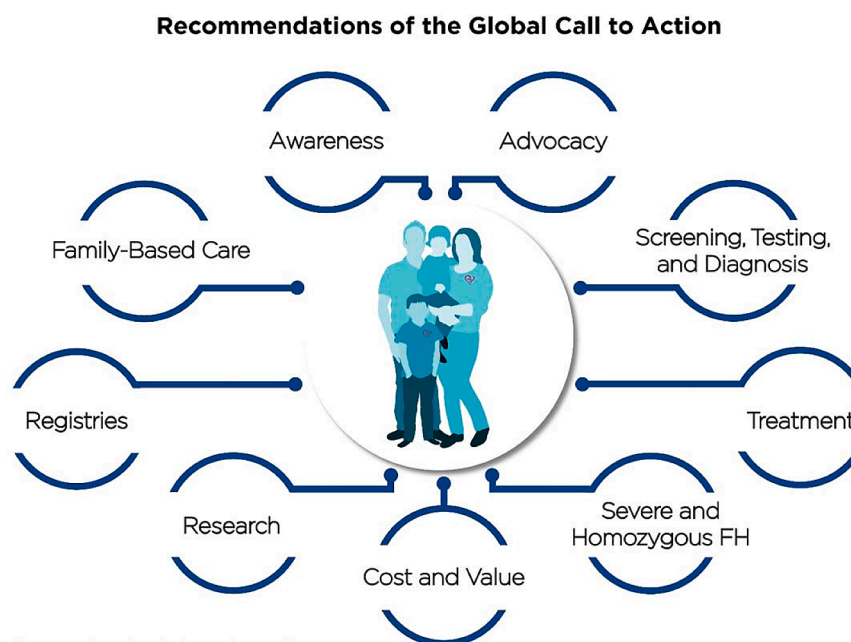 Recommendations of the Global Call to Action
Awareness
Advocacy
Family-Based Care
Screening, Testing,
and Diagnosis
Registries
Treatment
Research
Severe and
Homozygous FH
Cost and Value